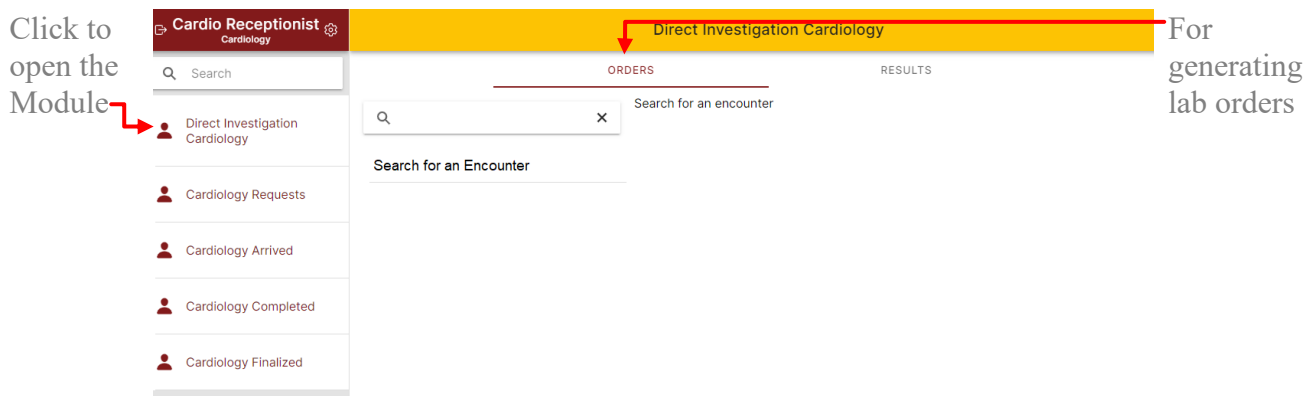 Click to
open the
Module
Cardio Receptionist
Cardiology
Search
Direct Investigation
Cardiology
Cardiology Requests
Cardiology Arrived
Cardiology Completed
Cardiology Finalized
Direct Investigation Cardiology
ORDERS
RESULTS
Search for an encounter
Search for an Encounter
For
generating
lab orders